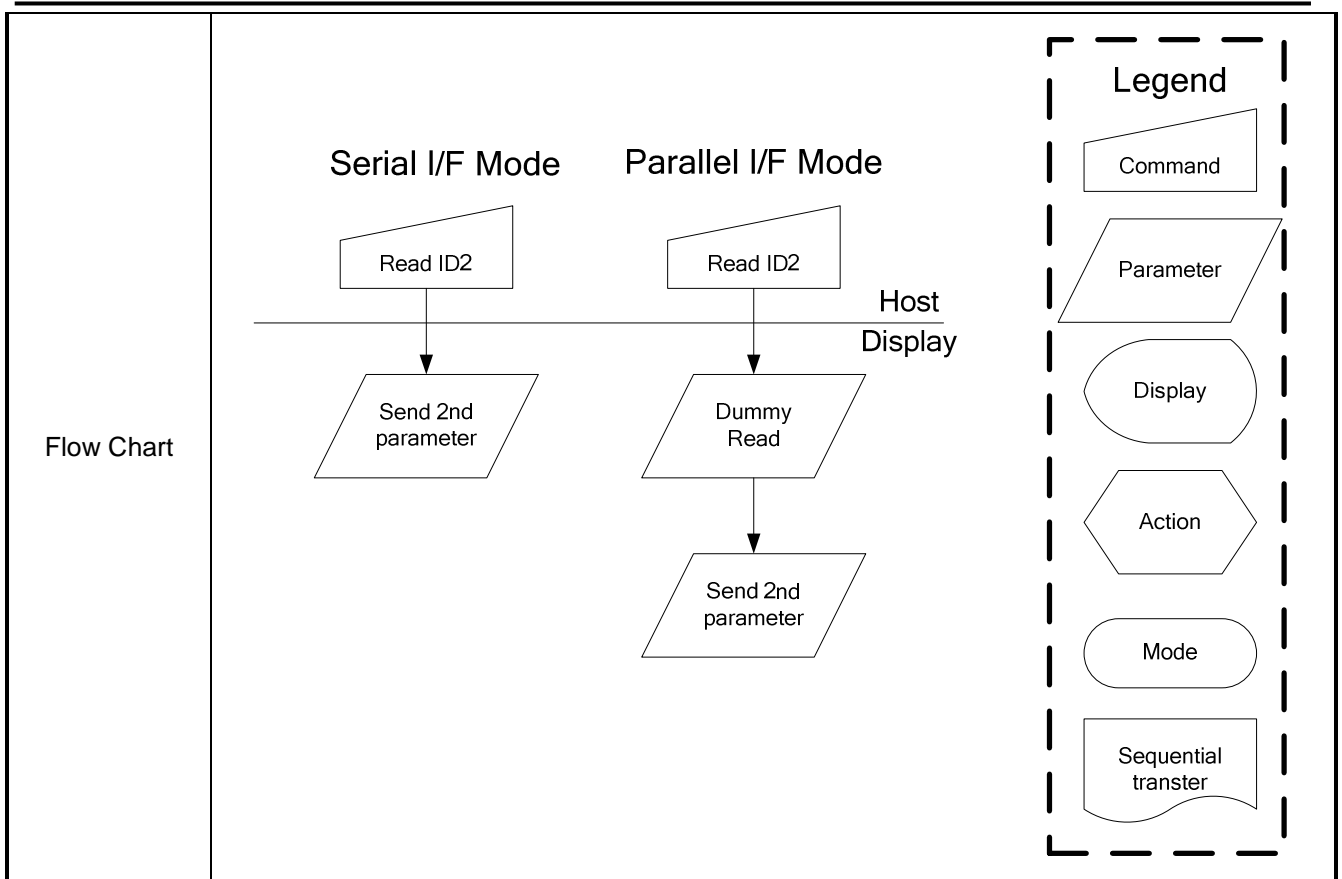 Flow Chart
Serial I/F Mode
Read ID2
Send 2nd
parameter
Parallel I/F Mode
Read ID2
Host
Display
Dummy
Read
Send 2nd
parameter
Legend
Command
Parameter
Display
Action
Mode
Sequential
transter